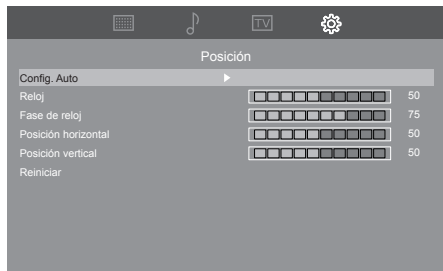 TV
Posición
Config. Auto
Reloj 50
Fase de reloj 75
Posición horizontal 50
Posición vertical 50
Reiniciar